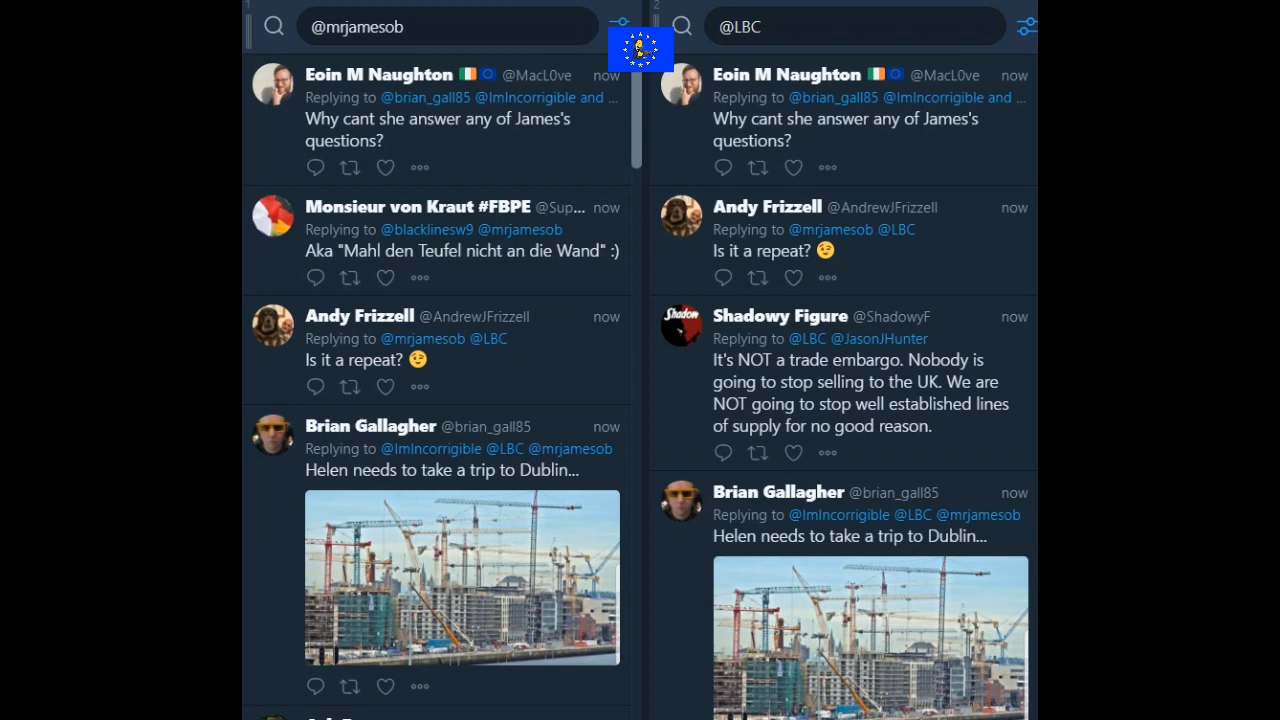 1
@mrjamesob
Eoin M Naughton 🇮🇪 🇪🇺 @MacL0ve now
Replying to @brian_gall85 @ImIncorrigible and ...
Why cant she answer any of James's
questions?
Monsieur von Kraut #FBPE @Sup... now
Replying to @blacklinesw9 @mrjamesob
Aka "Mahl den Teufel nicht an die Wand" :)
Andy Frizzell @AndrewJFrizzell now
Replying to @mrjamesob @LBC
Is it a repeat? 😉
Brian Gallagher @brian_gall85 now
Replying to @ImIncorrigible @LBC @mrjamesob
Helen needs to take a trip to Dublin...
2
@LBC
Eoin M Naughton 🇮🇪 🇪🇺 @MacL0ve now
Replying to @brian_gall85 @ImIncorrigible and ...
Why cant she answer any of James's
questions?
Andy Frizzell @AndrewJFrizzell now
Replying to @mrjamesob @LBC
Is it a repeat? 😉
Shadow
Shadowy Figure @ShadowyF now
Replying to @LBC @JasonJHunter
It's NOT a trade embargo. Nobody is
going to stop selling to the UK. We are
NOT going to stop well established lines
of supply for no good reason.
Brian Gallagher @brian_gall85 now
Replying to @ImIncorrigible @LBC @mrjamesob
Helen needs to take a trip to Dublin...